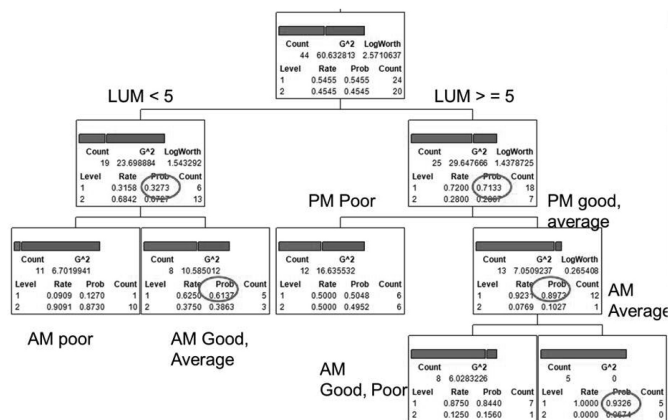 Count G^2 LogWorth
44 60.632813 2.5710637
Level Rate Prob Count
1 0.5455 0.5455 24
2 0.4545 0.4545 20
LUM < 5
LUM > = 5
Count G^2 LogWorth
19 23.698884 1.543292
Level Rate Prob Count
1 0.3158 0.3273 6
2 0.6842 13
Count G^2 LogWorth
25 29.647666 1.4378725
Level Rate Prob Count
1 0.7200 0.7133 18
2 0.2800 0.2867 7
PM Poor
PM good,
average
Count G^2
11 6.7019941
Level Rate Prob Count
1 0.0909 0.1270 1
2 0.9091 0.8730 10
Count G^2
8 10.585012
Level Rate Prob Count
1 0.6250 0.6137 5
2 0.3750 0.3863 3
Count G^2
12 16.635532
Level Rate Prob Count
1 0.5000 0.5048 6
2 0.5000 0.4952 6
Count G^2 LogWorth
13 7.0509237 0.265408
Level Rate Prob Count
1 0.9231 0.8973 12
2 0.0769 0.1027 1
AM poor
AM Good,
Average
AM
Average
AM
Good, Poor
Count G^2
8 6.0283226
Level Rate Prob Count
1 0.8750 0.8440 7
2 0.1250 0.1560 1
Count G^2
5 0
Level Rate Prob Count
1 1.0000 0.9326 5
2 0.0000 0.0674 0